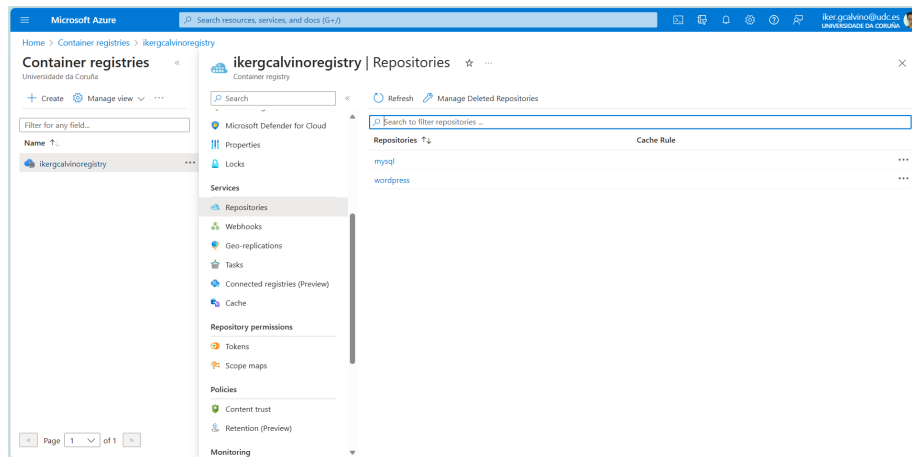 Microsoft Azure
Search resources, services, and docs (G+/)
iker.gcalvino@udc.es
UNIVERSIDADE DA CORUÑA
Home > Container registries > ikergcalvinoregistry
Container registries
Universidade da Coruña
Create
Manage view
Filter for any field...
Name ↑↓
ikergcalvinoregistry
Page 1 of 1
ikergcalvinoregistry | Repositories
Container registry
Search
Microsoft Defender for Cloud
Properties
Locks
Services
Repositories
Webhooks
Geo-replications
Tasks
Connected registries (Preview)
Cache
Repository permissions
Tokens
Scope maps
Policies
Content trust
Retention (Preview)
Monitoring
Refresh
Manage Deleted Repositories
Search to filter repositories ...
Repositories ↑↓
Cache Rule
mysql
wordpress